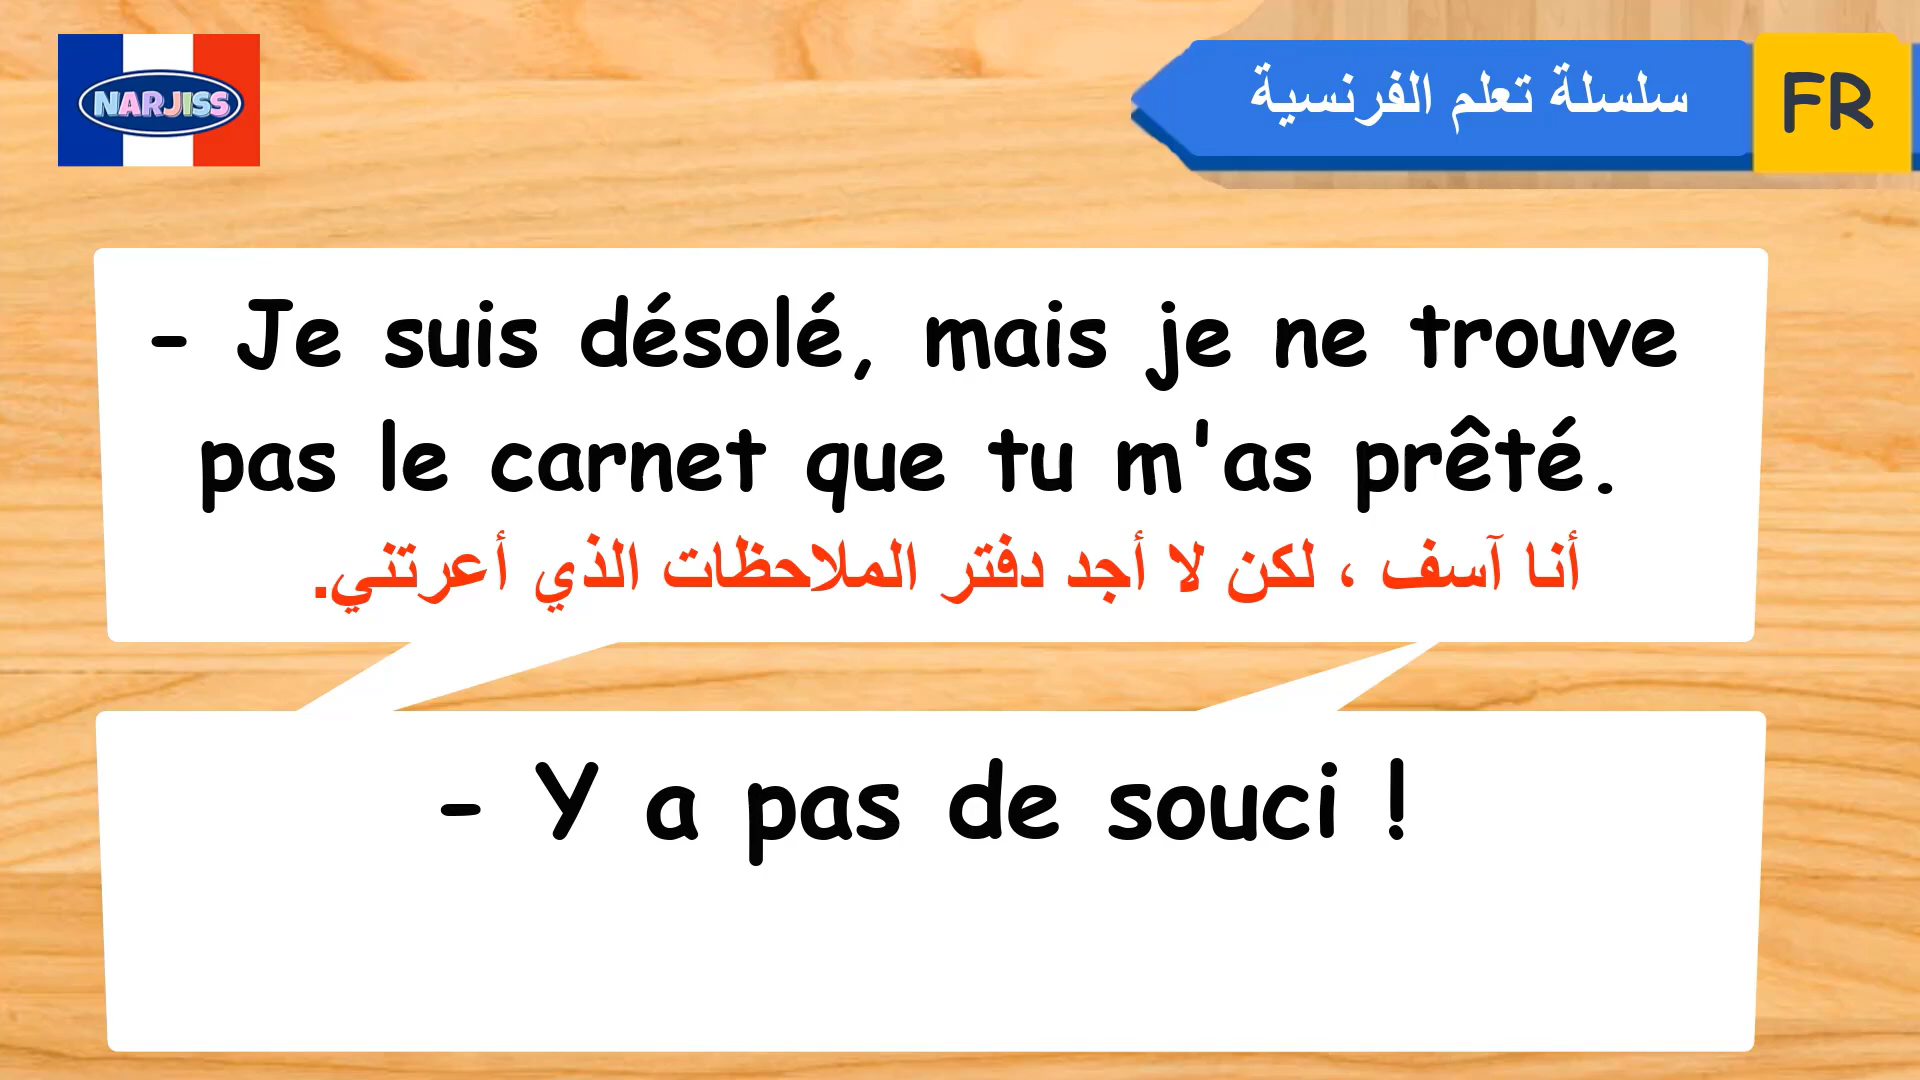 NARJISS
سلسلة تعلم الفرنسية
FR
- Je suis désolé, mais je ne trouve
pas le carnet que tu m'as prêté.
أنا آسف ، لكن لا أجد دفتر الملاحظات الذي أعرتني.
- Y a pas de souci !